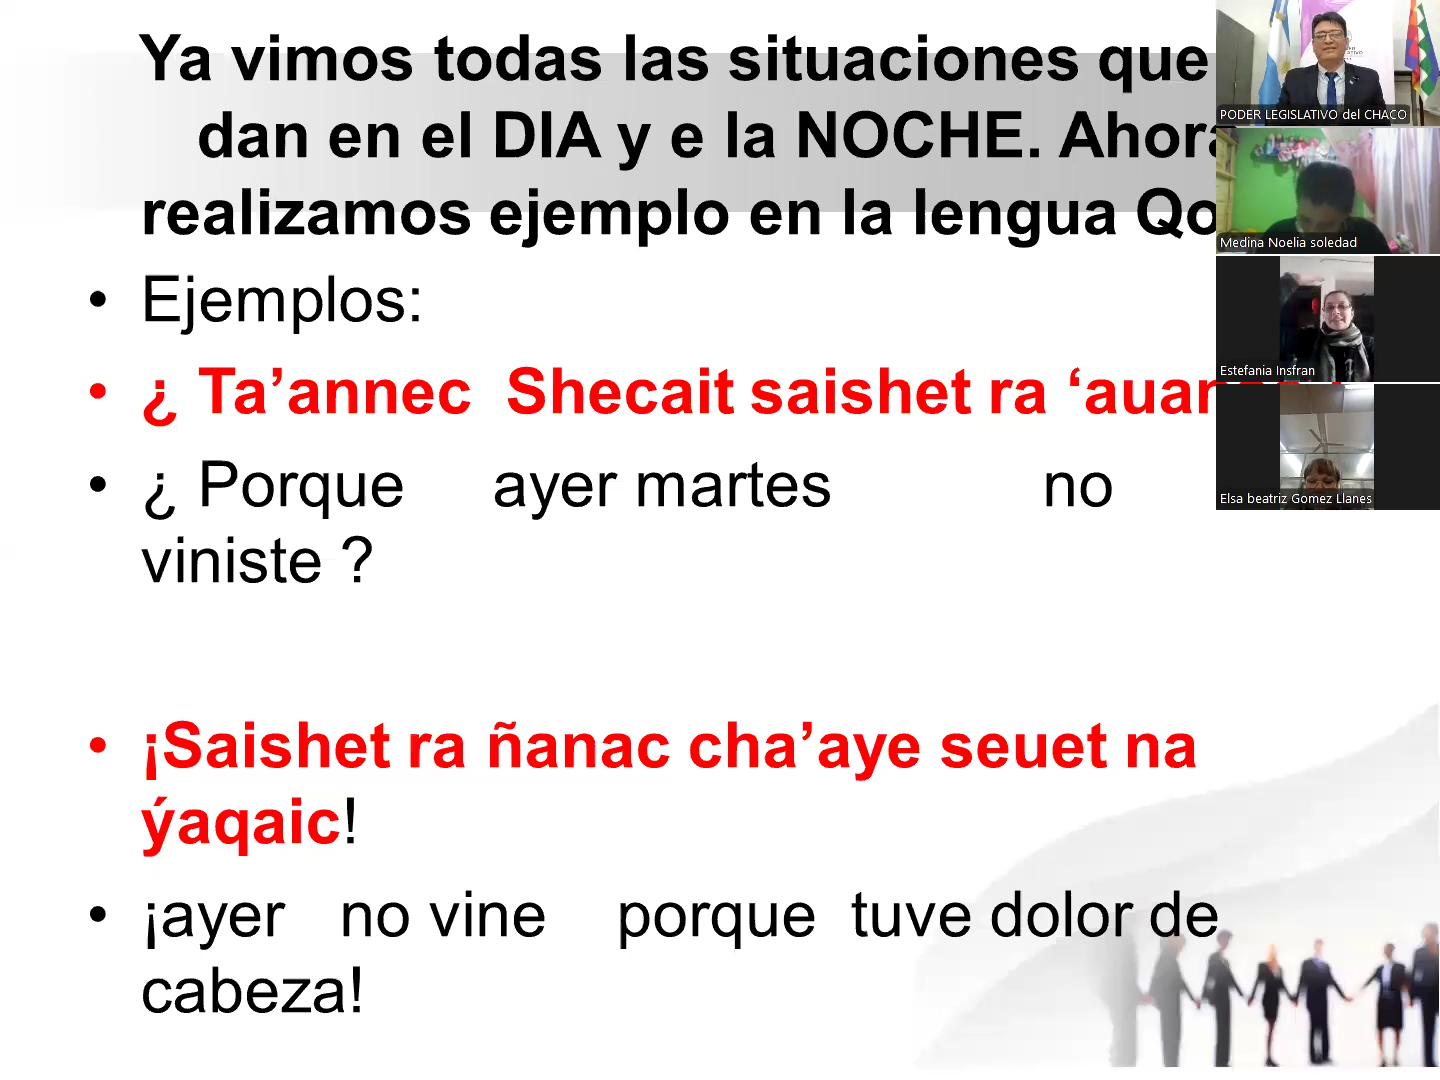 Ya vimos todas las situaciones que
dan en el DIA y e la NOCHE. Ahora
realizamos ejemplo en la lengua
• Ejemplos:
• ¿ Ta’annec Shecait saishet ra
• ¿ Porque ayer martes no
viniste ?
• ¡Saishet ra ñanac cha’aye seuet na
ýaqaic!
• ¡ayer no vine porque tuve dolor de
cabeza!
PODER LEGISLATIVO del CHACO
Medina Noelia soledad
Estefania Insfran
Elsa beatriz Gomez Llanes